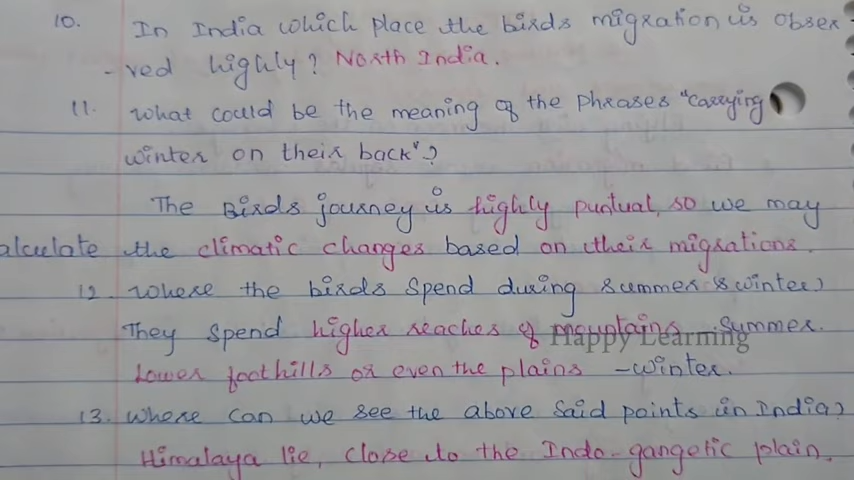 10. In India which place the birds migration is obser
-ved highly? North India.
11. What could be the meaning of the phrases "carrying
winter on their back"?
The Birds journey is highly puntual, so we may
alculate the climatic changes based on their migrations.
12. Where the birds spend during summer & winter?
They spend higher reaches of mountains - Summer.
Happy Learning
Lower foothills or even the plains - winter.
13. Where can we see the above said points in India?
Himalaya lie, close to the Indo-gangetic plain.